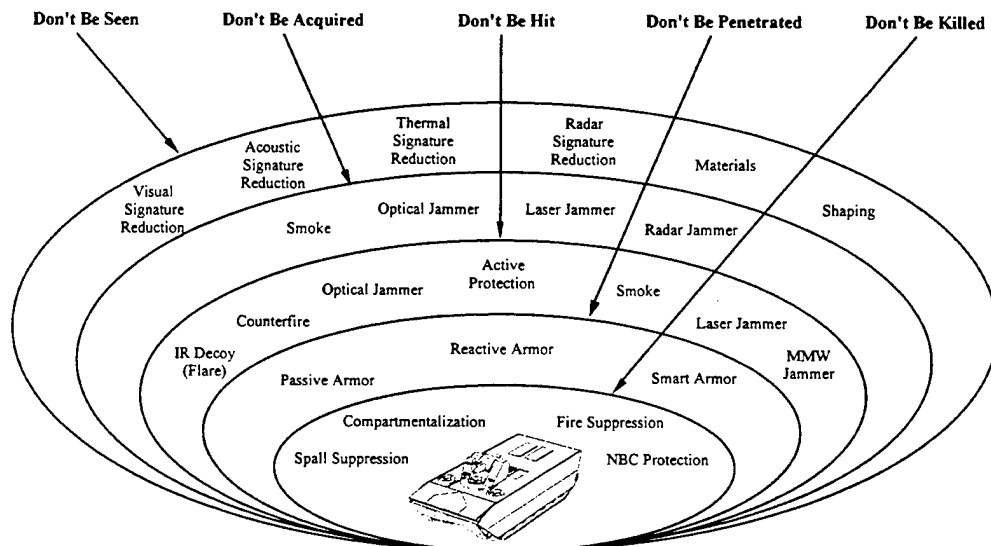 Don't Be Seen
Don't Be Acquired
Don't Be Hit
Don't Be Penetrated
Don't Be Killed
Visual
Signature
Reduction
Acoustic
Signature
Reduction
Thermal
Signature
Reduction
Radar
Signature
Reduction
Materials
Shaping
Smoke
Optical Jammer
Laser Jammer
Radar Jammer
IR Decoy
(Flare)
Counterfire
Optical Jammer
Active
Protection
Smoke
Laser Jammer
MMW
Jammer
Passive Armor
Reactive Armor
Smart Armor
Compartmentalization
Fire Suppression
Spall Suppression
NBC Protection